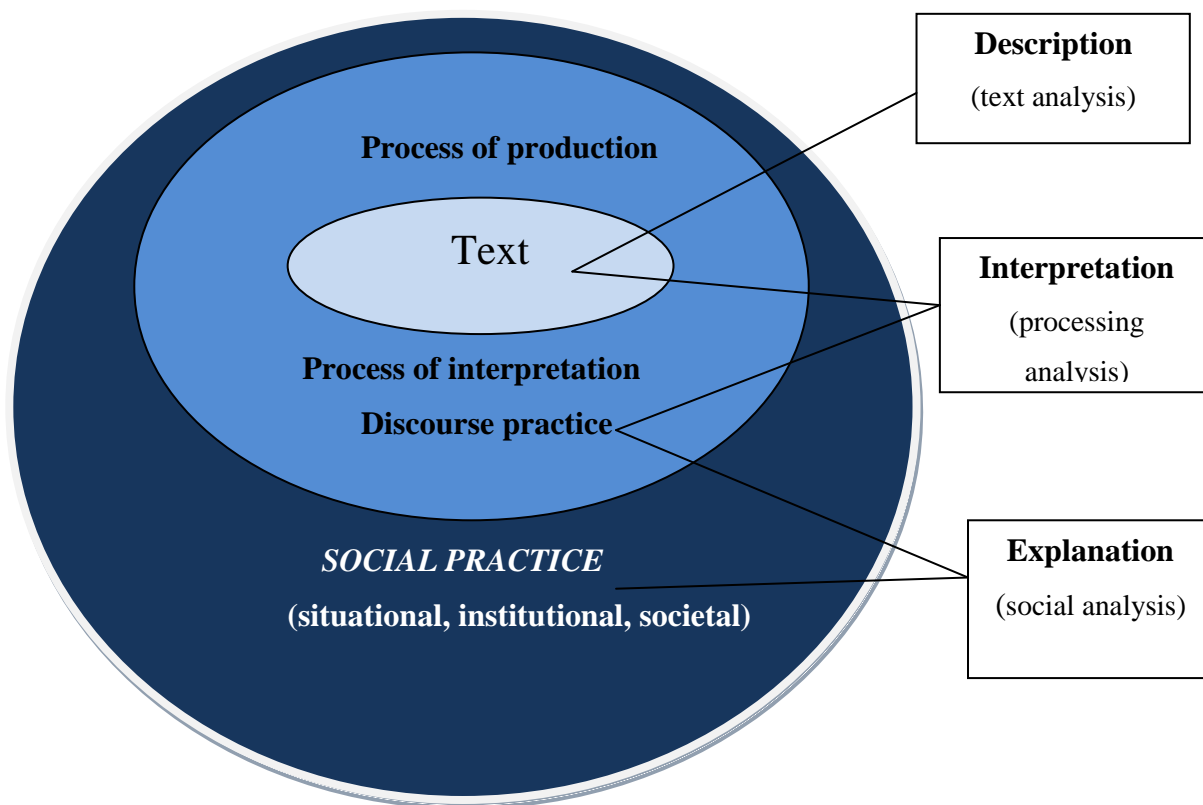 Process of production
Text
Process of interpretation
Discourse practice
SOCIAL PRACTICE
(situational, institutional, societal)
Description
(text analysis)
Interpretation
(processing
analysis)
Explanation
(social analysis)